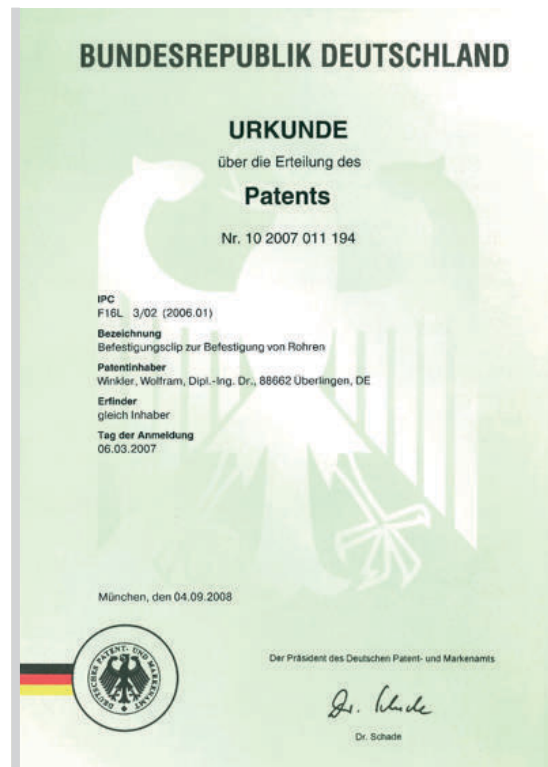 BUNDESREPUBLIK DEUTSCHLAND
URKUNDE
über die Erteilung des
Patents
Nr. 10 2007 011 194
IPC
F16L 3/02 (2006.01)
Bezeichnung
Befestigungsclip zur Befestigung von Rohren
Patentinhaber
Winkler, Wolfram, Dipl.-Ing. Dr., 88662 Überlingen, DE
Erfinder
gleich Inhaber
Tag der Anmeldung
06.03.2007
München, den 04.09.2008
DEUTSCHES PATENT- UND MARKENAMT
Der Präsident des Deutschen Patent- und Markenamts
Dr. Schade
Dr. Schade